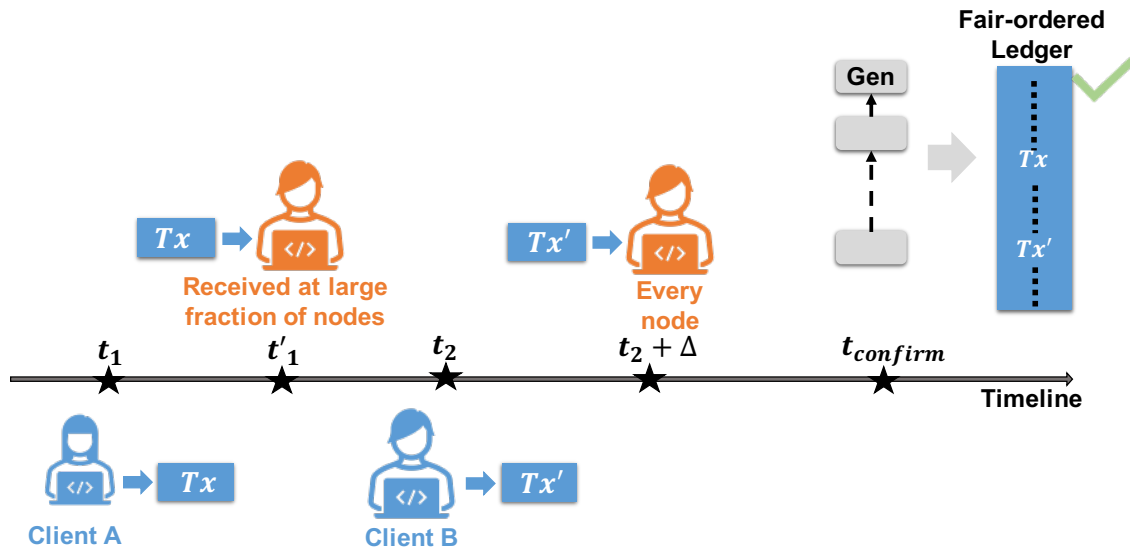 Fair-ordered
Ledger
Gen
Tx
Tx'
Tx
Tx'
</>
</>
Received at large
fraction of nodes
Every
node
t₁
t'₁
t₂
t₂ + Δ
t_confirm
Timeline
</>
Tx
</>
Tx'
Client A
Client B